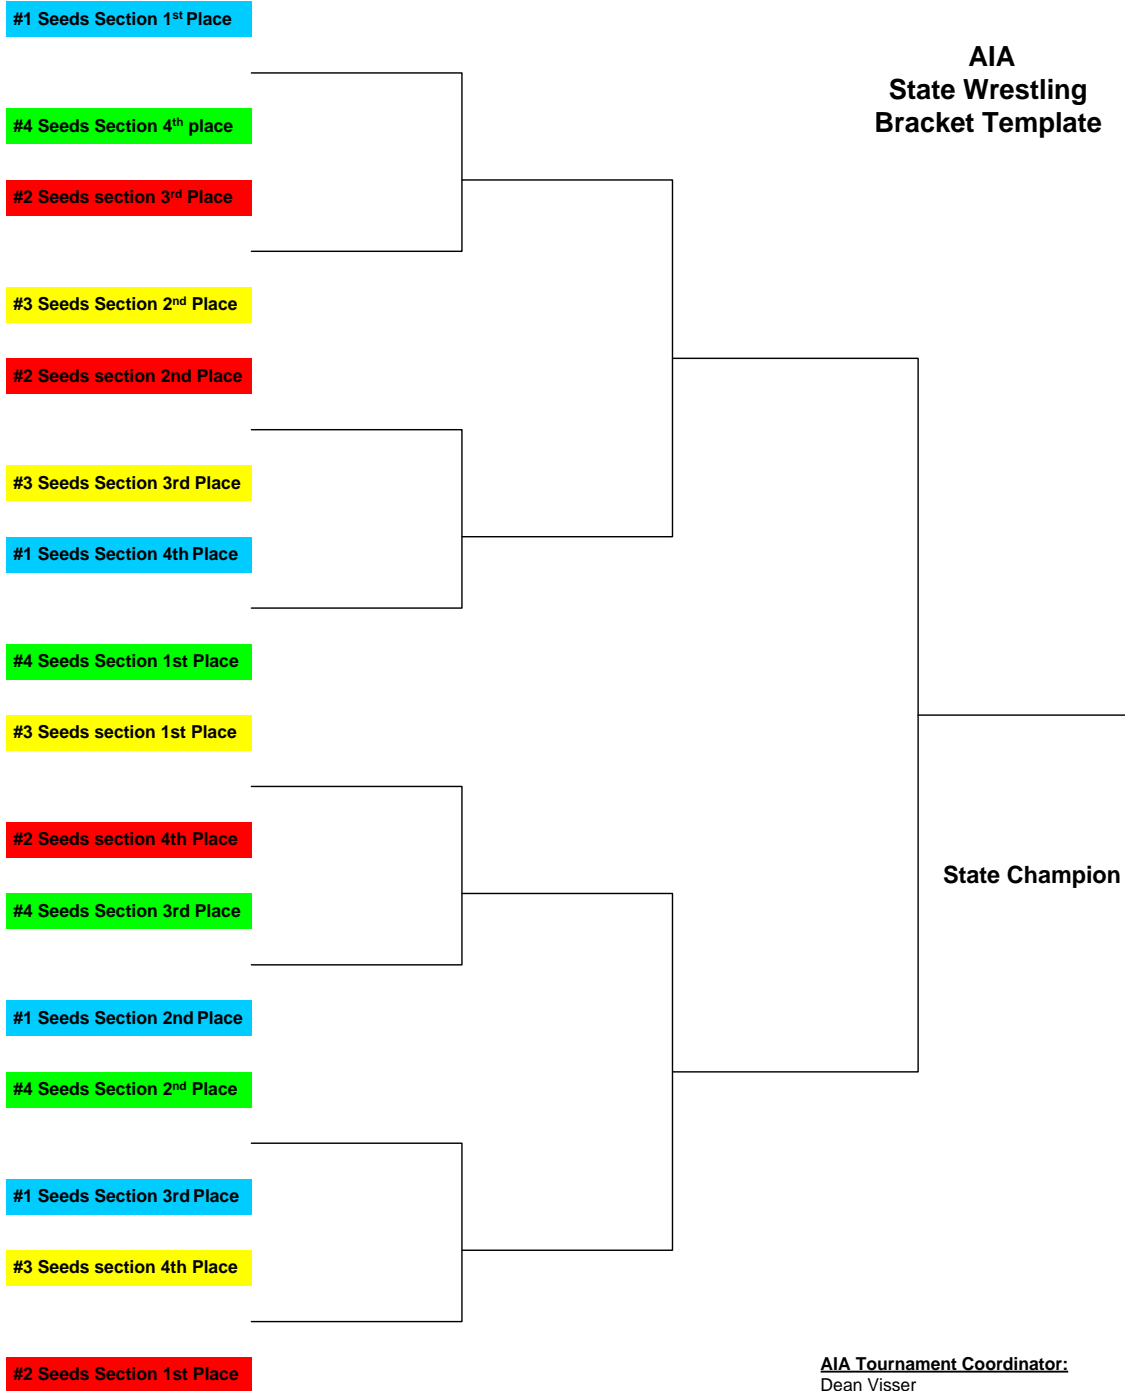 #1 Seeds Section 1st Place
AIA
State Wrestling
Bracket Template
#4 Seeds Section 4th place
#2 Seeds section 3rd Place
#3 Seeds Section 2nd Place
#2 Seeds section 2nd Place
#3 Seeds Section 3rd Place
#1 Seeds Section 4th Place
#4 Seeds Section 1st Place
#3 Seeds section 1st Place
#2 Seeds section 4th Place
State Champion
#4 Seeds Section 3rd Place
#1 Seeds Section 2nd Place
#4 Seeds Section 2nd Place
#1 Seeds Section 3rd Place
#3 Seeds section 4th Place
#2 Seeds Section 1st Place
AIA Tournament Coordinator:
Dean Visser